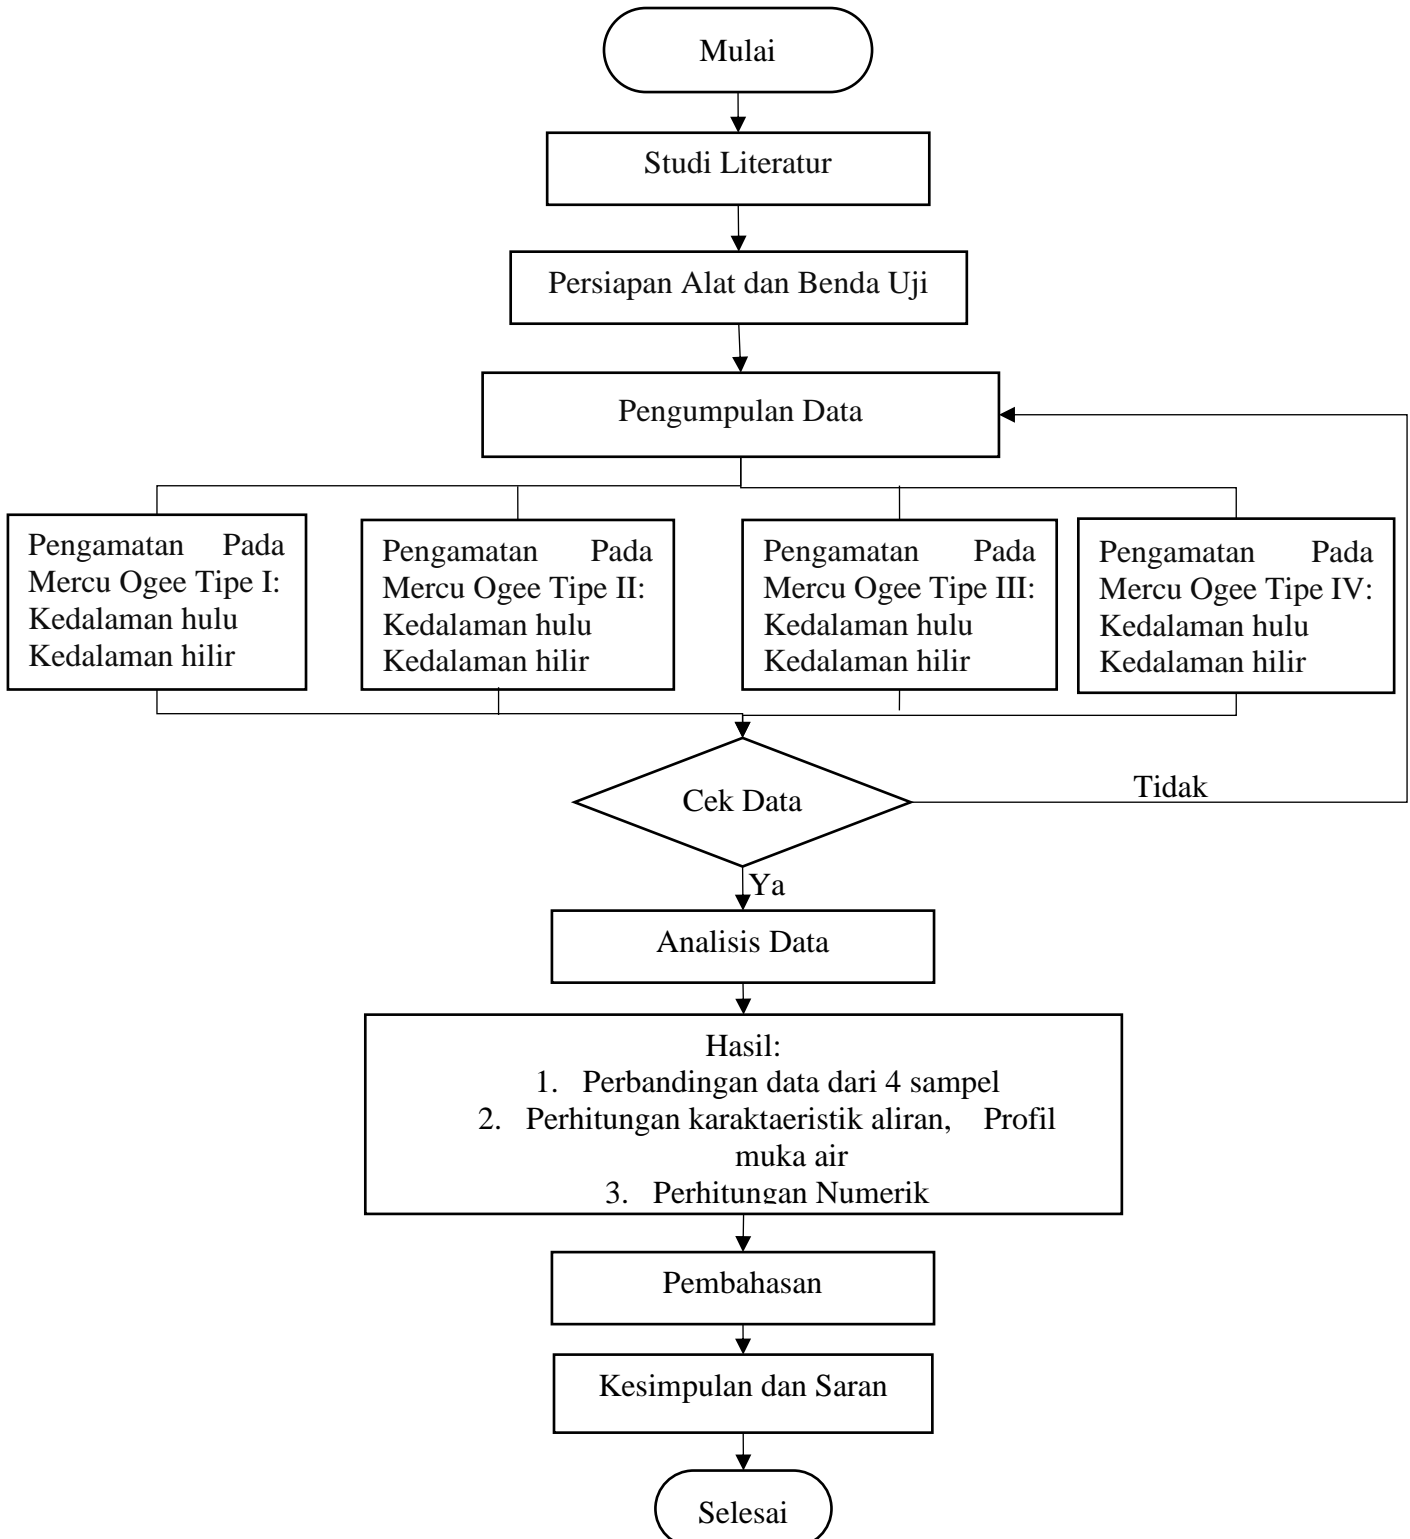 Mulai
Studi Literatur
Persiapan Alat dan Benda Uji
Pengumpulan Data
Pengamatan Pada
Mercu Ogee Tipe I:
Kedalaman hulu
Kedalaman hilir
Pengamatan Pada
Mercu Ogee Tipe II:
Kedalaman hulu
Kedalaman hilir
Pengamatan Pada
Mercu Ogee Tipe III:
Kedalaman hulu
Kedalaman hilir
Pengamatan Pada
Mercu Ogee Tipe IV:
Kedalaman hulu
Kedalaman hilir
Cek Data
Tidak
Ya
Analisis Data
Hasil:
1. Perbandingan data dari 4 sampel
2. Perhitungan karaktaeristik aliran, Profil
muka air
3. Perhitungan Numerik
Pembahasan
Kesimpulan dan Saran
Selesai